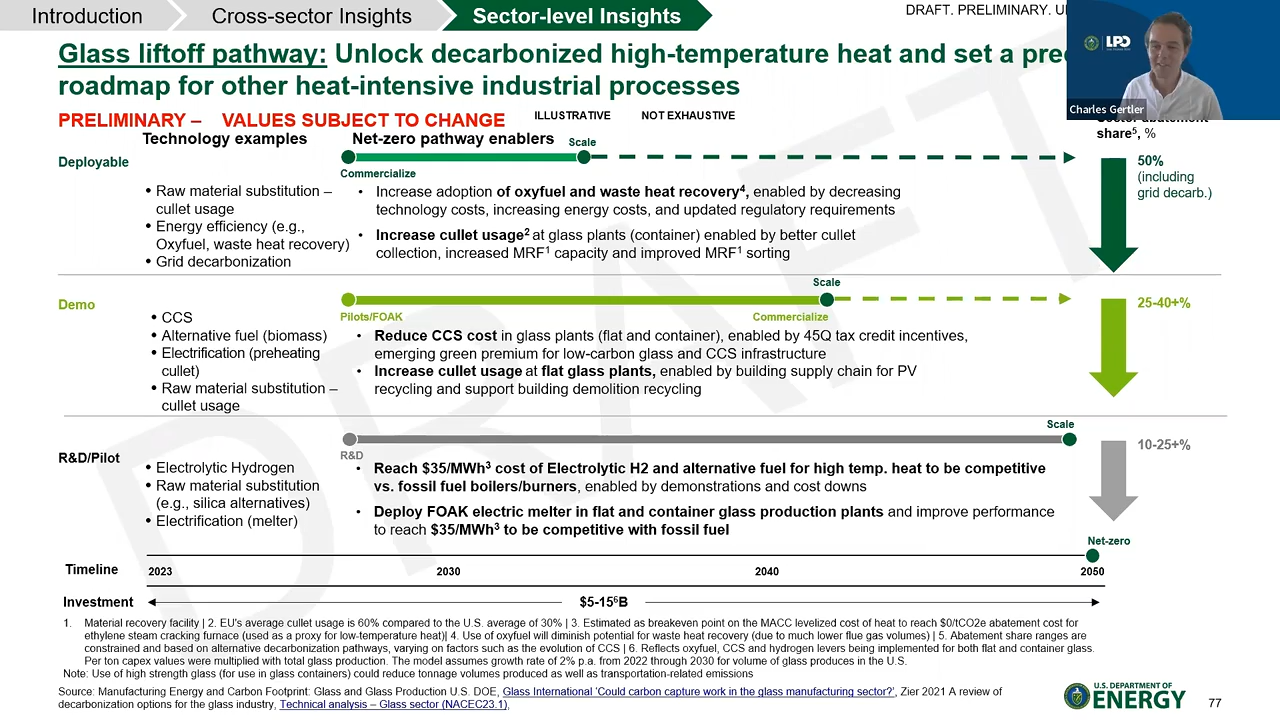 Introduction
Cross-sector Insights
Sector-level Insights
DRAFT. PRELIMINARY.
LPO
Charles Gertler
Glass liftoff pathway: Unlock decarbonized high-temperature heat and set a
roadmap for other heat-intensive industrial processes
PRELIMINARY – VALUES SUBJECT TO CHANGE
ILLUSTRATIVE
NOT EXHAUSTIVE
Technology examples
Net-zero pathway enablers
share5, %
Deployable
Scale
Commercialize
• Raw material substitution –
cullet usage
• Energy efficiency (e.g.,
Oxyfuel, waste heat recovery)
• Grid decarbonization
• Increase adoption of oxyfuel and waste heat recovery4, enabled by decreasing
technology costs, increasing energy costs, and updated regulatory requirements
• Increase cullet usage2 at glass plants (container) enabled by better cullet
collection, increased MRF1 capacity and improved MRF1 sorting
50%
(including
grid decarb.)
Demo
Scale
Pilots/FOAK
Commercialize
• CCS
• Alternative fuel (biomass)
• Electrification (preheating
cullet)
• Raw material substitution –
cullet usage
• Reduce CCS cost in glass plants (flat and container), enabled by 45Q tax credit incentives,
emerging green premium for low-carbon glass and CCS infrastructure
• Increase cullet usage at flat glass plants, enabled by building supply chain for PV
recycling and support building demolition recycling
25-40+%
R&D/Pilot
Scale
R&D
• Electrolytic Hydrogen
• Raw material substitution
(e.g., silica alternatives)
• Electrification (melter)
• Reach $35/MWh3 cost of Electrolytic H2 and alternative fuel for high temp. heat to be competitive
vs. fossil fuel boilers/burners, enabled by demonstrations and cost downs
• Deploy FOAK electric melter in flat and container glass production plants and improve performance
to reach $35/MWh3 to be competitive with fossil fuel
10-25+%
Net-zero
Timeline
2023
2030
2040
2050
Investment
$5-156B
1. Material recovery facility | 2. EU's average cullet usage is 60% compared to the U.S. average of 30% | 3. Estimated as breakeven point on the MACC levelized cost of heat to reach $0/tCO2e abatement cost for
ethylene steam cracking furnace (used as a proxy for low-temperature heat)| 4. Use of oxyfuel will diminish potential for waste heat recovery (due to much lower flue gas volumes) | 5. Abatement share ranges are
constrained and based on alternative decarbonization pathways, varying on factors such as the evolution of CCS | 6. Reflects oxyfuel, CCS and hydrogen levers being implemented for both flat and container glass.
Per ton capex values were multiplied with total glass production. The model assumes growth rate of 2% p.a. from 2022 through 2030 for volume of glass produces in the U.S.
Note: Use of high strength glass (for use in glass containers) could reduce tonnage volumes produced as well as transportation-related emissions
Source: Manufacturing Energy and Carbon Footprint: Glass and Glass Production U.S. DOE, Glass International 'Could carbon capture work in the glass manufacturing sector?', Zier 2021 A review of
decarbonization options for the glass industry, Technical analysis – Glass sector (NACEC23.1),
U.S. DEPARTMENT OF
ENERGY
77
DRAFT